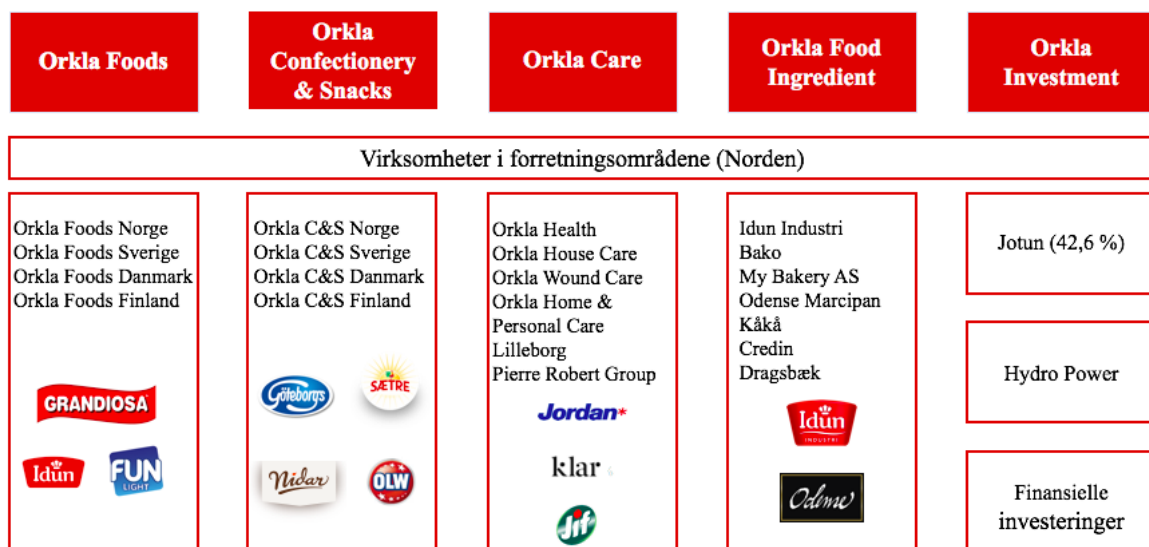 Orkla Foods
Orkla
Confectionery
& Snacks
Orkla Care
Orkla Food
Ingredient
Orkla
Investment
Virksomheter i forretningsområdene (Norden)
Orkla Foods Norge
Orkla Foods Sverige
Orkla Foods Danmark
Orkla Foods Finland
GRANDIOSA
Idun
FUN
LIGHT
Orkla C&S Norge
Orkla C&S Sverige
Orkla C&S Danmark
Orkla C&S Finland
Göteborgs
SÆTRE
Nidar
OLW
Orkla Health
Orkla House Care
Orkla Wound Care
Orkla Home &
Personal Care
Lilleborg
Pierre Robert Group
Jordan*
klar
Jif
Idun Industri
Bako
My Bakery AS
Odense Marcipan
Kåkå
Credin
Dragsbæk
Idun
INDUSTRI
Odense
Jotun (42,6 %)
Hydro Power
Finansielle
investeringer